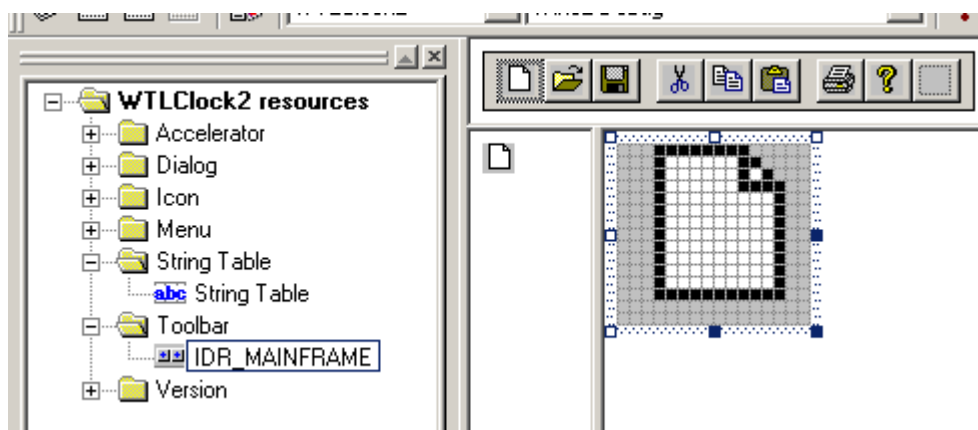 WTLClock2 resources
Accelerator
Dialog
Icon
Menu
String Table
abc String Table
Toolbar
IDR_MAINFRAME
Version